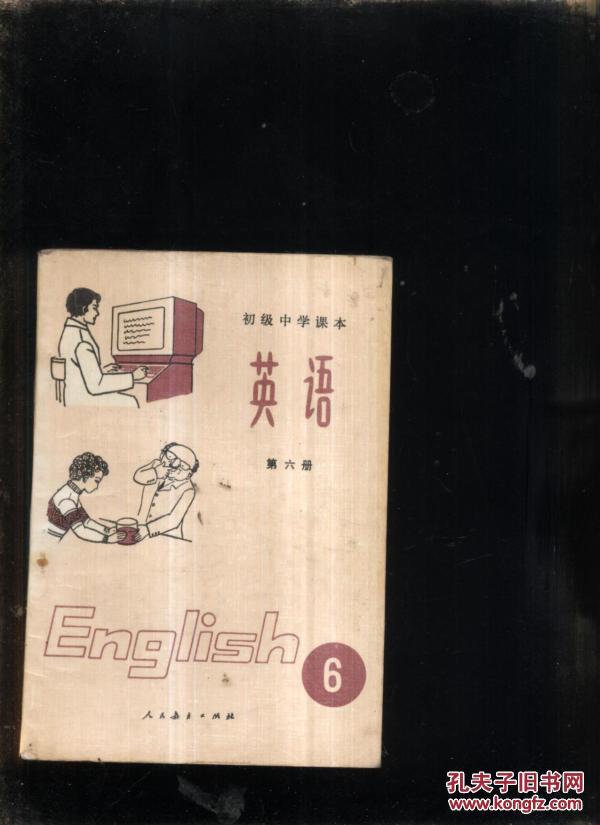 初级中学课本
英语
第六册
English
6
人民教育出版社
孔夫子旧书网
www.kongfz.com